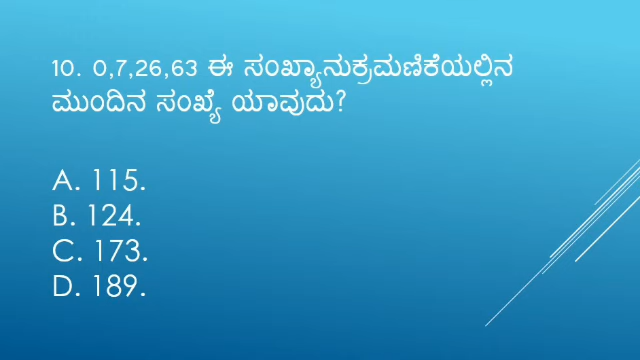 10. 0,7,26,63 ಈ ಸಂಖ್ಯಾನುಕ್ರಮಣಿಕೆಯಲ್ಲಿನ
ಮುಂದಿನ ಸಂಖ್ಯೆ ಯಾವುದು?
A. 115.
B. 124.
C. 173.
D. 189.